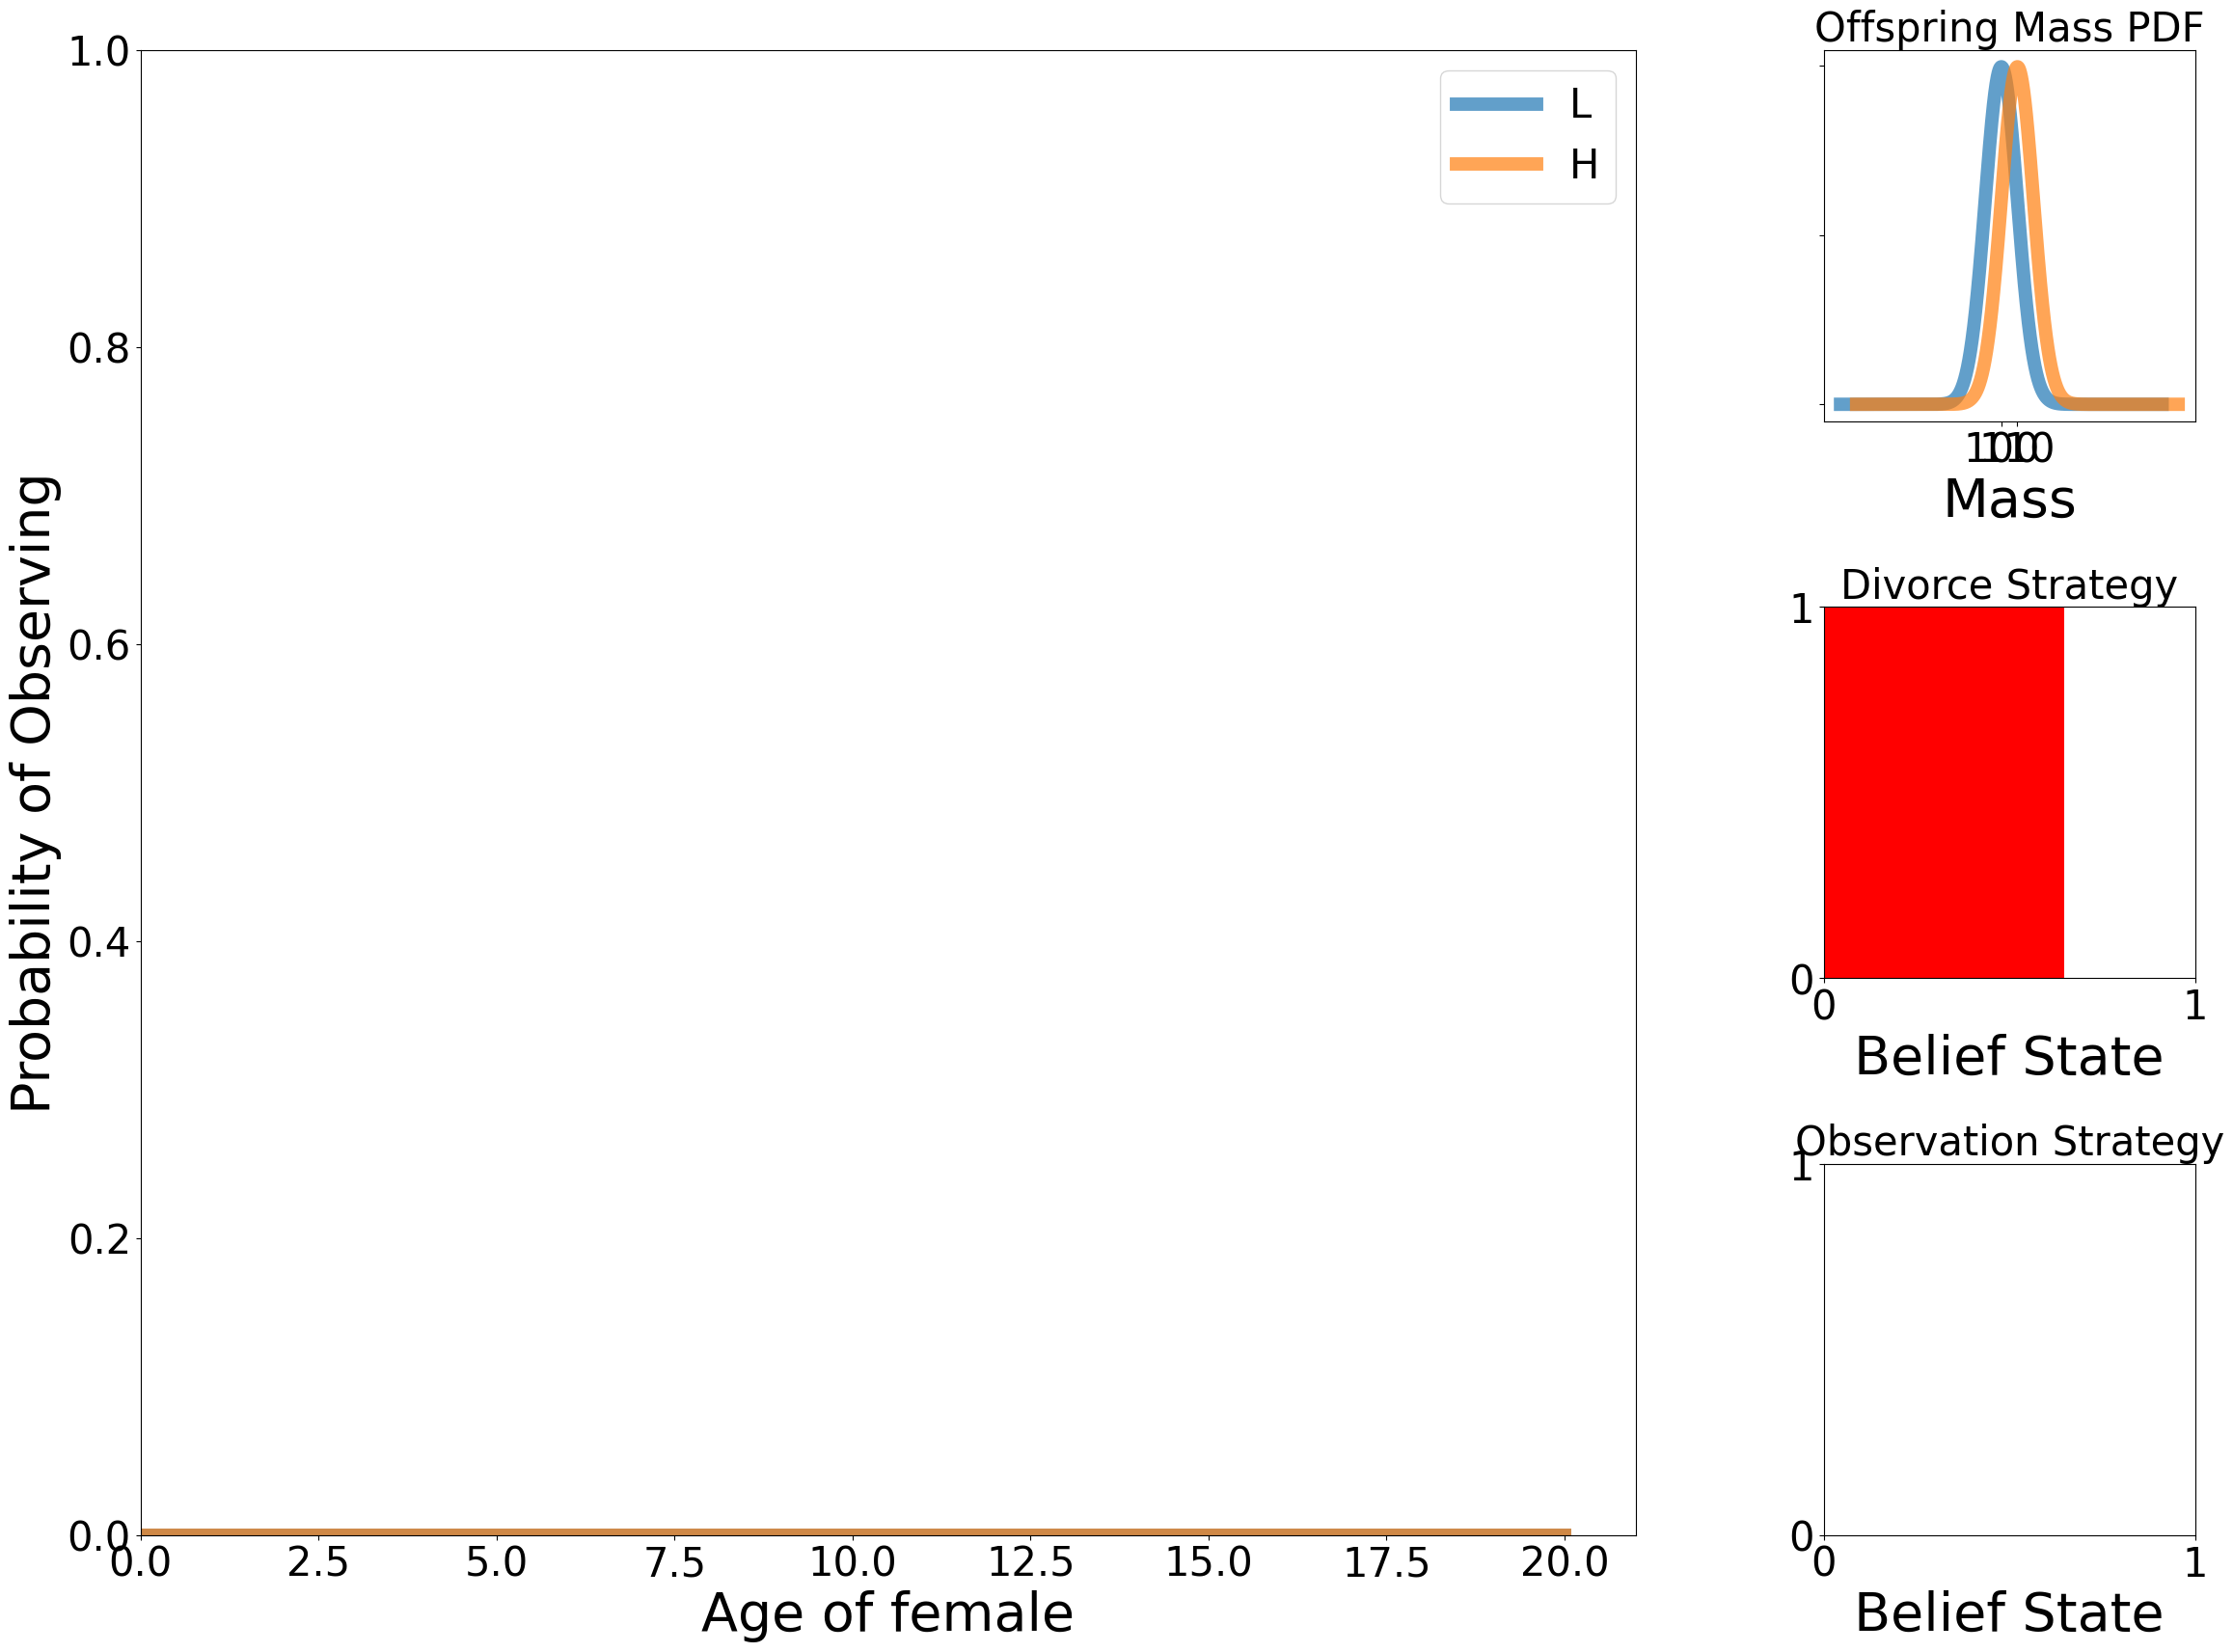 Probability of Observing
1.0
0.8
0.6
0.4
0.2
0.0
0.0 2.5 5.0 7.5 10.0 12.5 15.0 17.5 20.0
Age of female
L
H
Offspring Mass PDF
100 110
Mass
Divorce Strategy
1
0
0 1
Belief State
Observation Strategy
1
0
0 1
Belief State